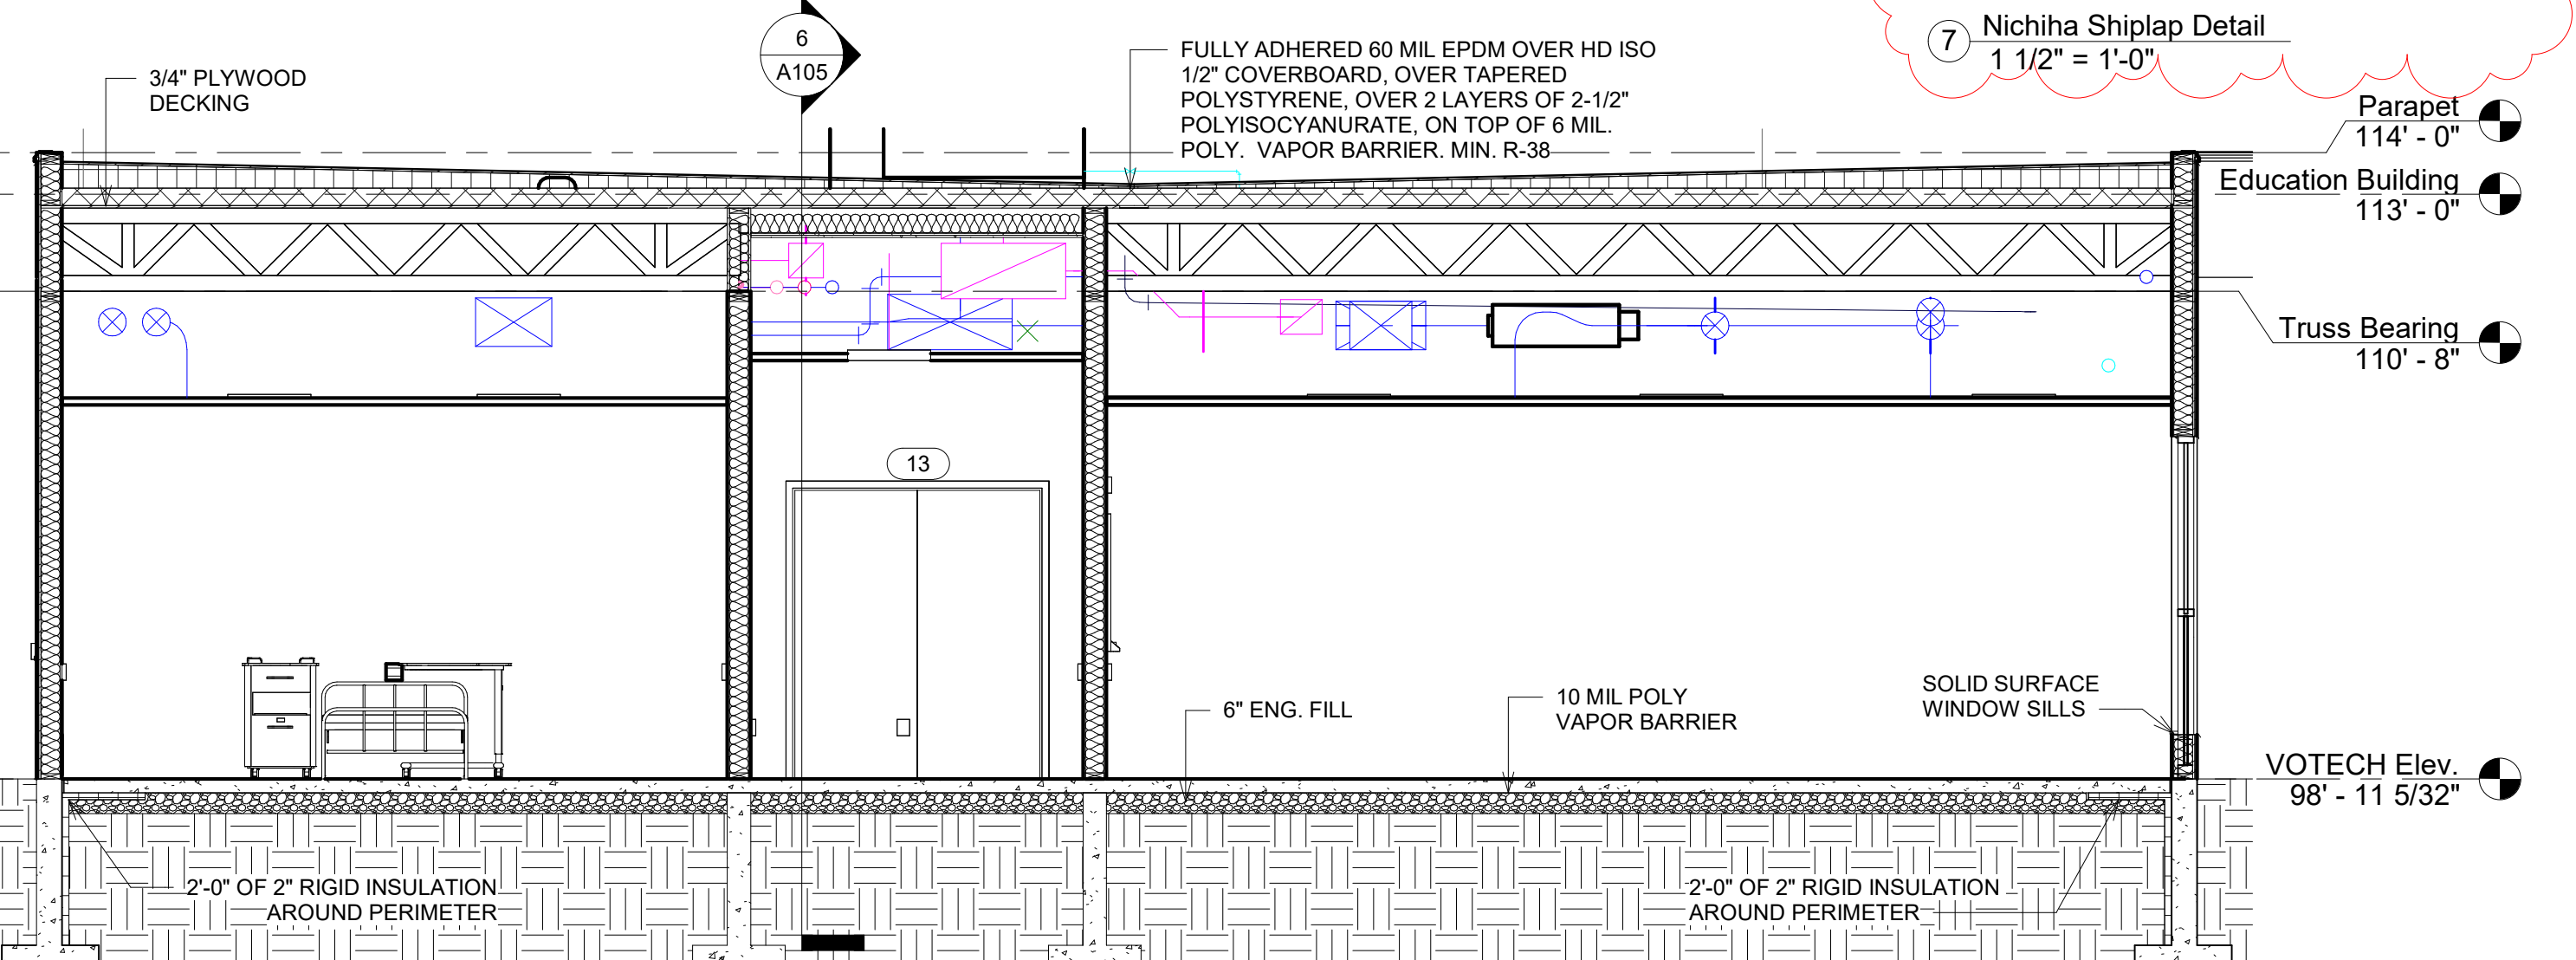 6
A105
3/4" PLYWOOD
DECKING
FULLY ADHERED 60 MIL EPDM OVER HD ISO
1/2" COVERBOARD, OVER TAPERED
POLYSTYRENE, OVER 2 LAYERS OF 2-1/2"
POLYISOCYANURATE, ON TOP OF 6 MIL.
POLY. VAPOR BARRIER. MIN. R-38
7
Nichiha Shiplap Detail
1 1/2" = 1'-0"
Parapet
114' - 0"
Education Building
113' - 0"
Truss Bearing
110' - 8"
13
6" ENG. FILL
10 MIL POLY
VAPOR BARRIER
SOLID SURFACE
WINDOW SILLS
VOTECH Elev.
98' - 11 5/32"
2'-0" OF 2" RIGID INSULATION
AROUND PERIMETER
2'-0" OF 2" RIGID INSULATION
AROUND PERIMETER